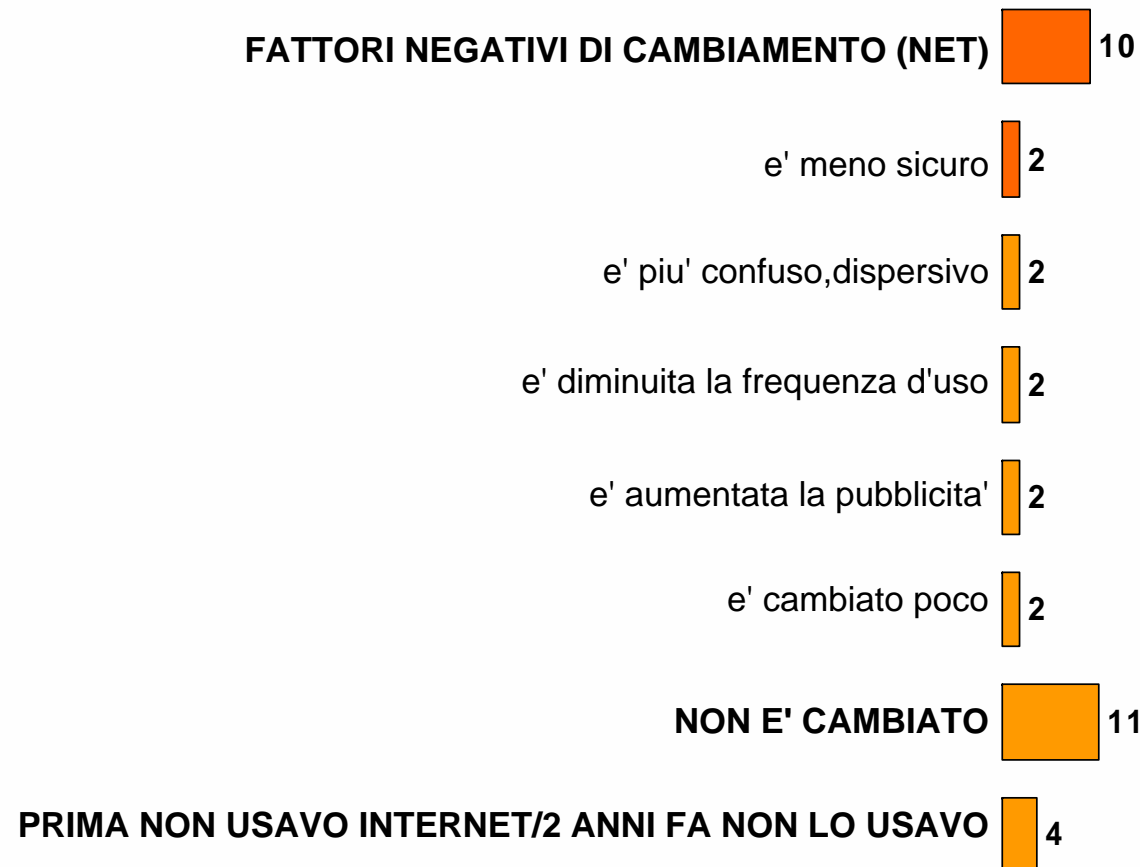 FATTORI NEGATIVI DI CAMBIAMENTO (NET) 10
e' meno sicuro 2
e' piu' confuso,dispersivo 2
e' diminuita la frequenza d'uso 2
e' aumentata la pubblicita' 2
e' cambiato poco 2
NON E' CAMBIATO 11
PRIMA NON USAVO INTERNET/2 ANNI FA NON LO USAVO 4